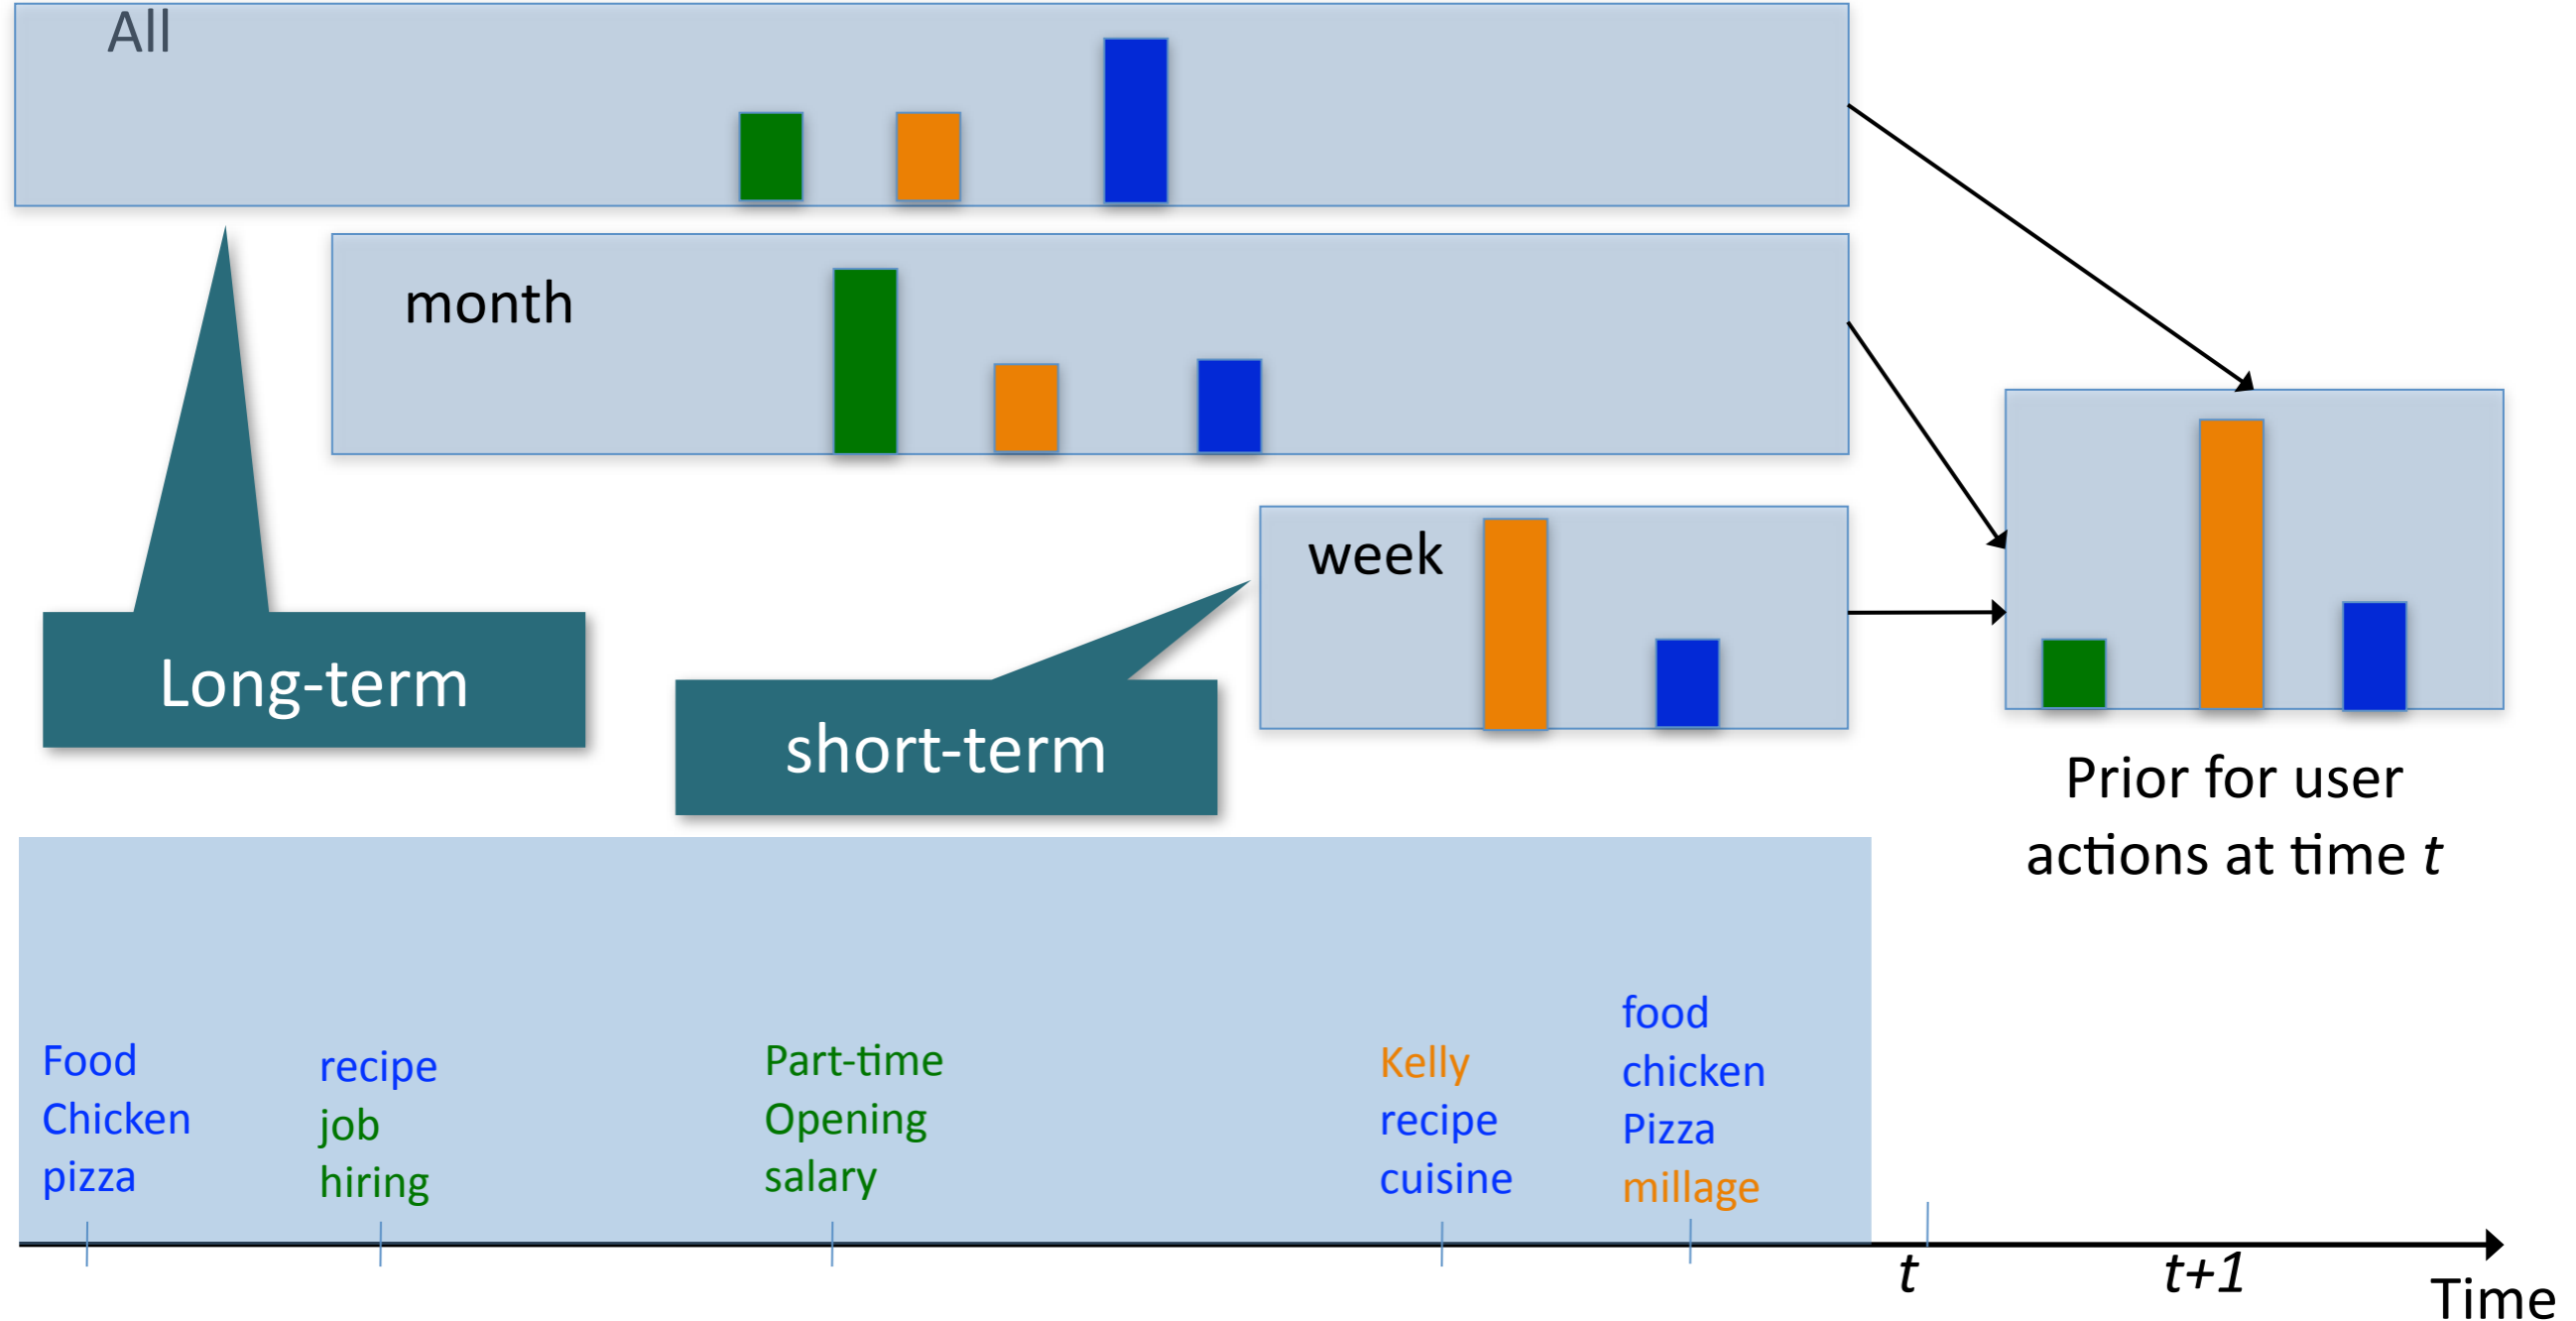 All
month
week
Long-term
short-term
Prior for user
actions at time t
Food
Chicken
pizza
recipe
job
hiring
Part-time
Opening
salary
Kelly
recipe
cuisine
food
chicken
Pizza
millage
t
t+1
Time